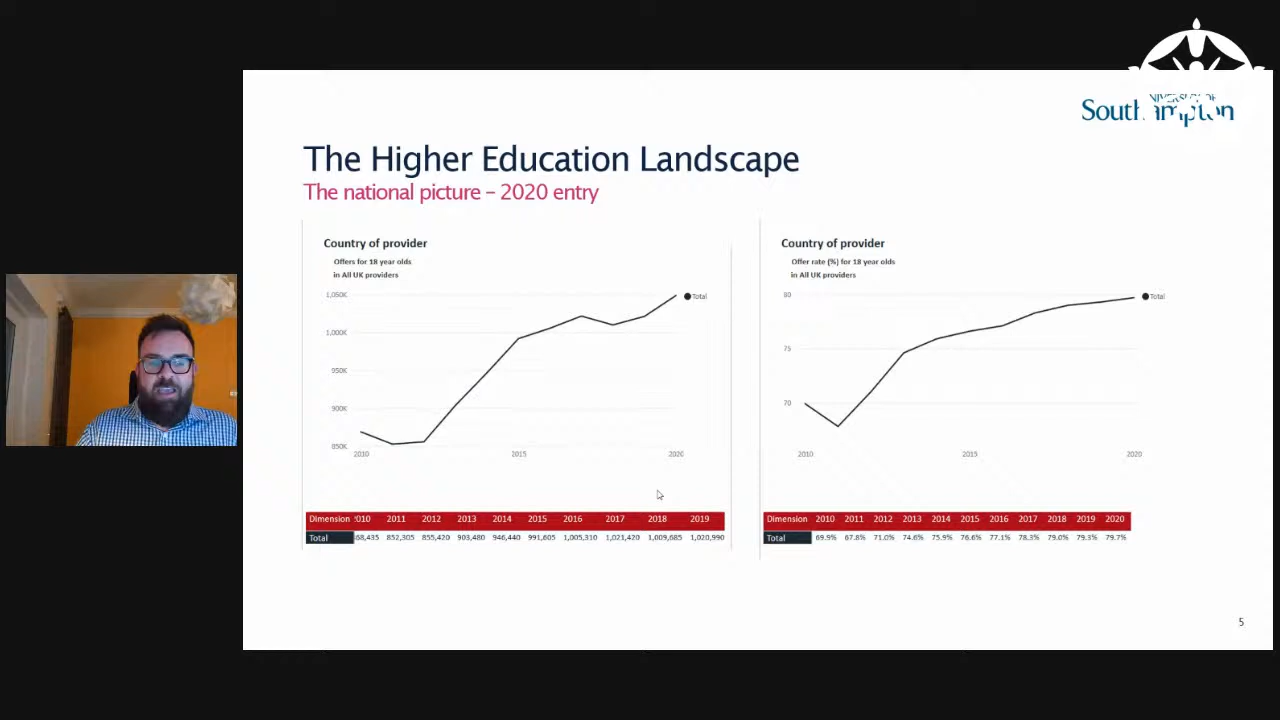 Southampton
The Higher Education Landscape
The national picture – 2020 entry
Country of provider
Offers for 18 year olds
in All UK providers
1,050K
1,000K
950K
900K
850K
2010 2015 2020
Total
Dimension 2010 2011 2012 2013 2014 2015 2016 2017 2018 2019
Total 68,435 852,305 855,420 903,480 946,440 991,605 1,005,310 1,021,420 1,009,685 1,020,990
Country of provider
Offer rate (%) for 18 year olds
in All UK providers
80
75
70
2010 2015 2020
Total
Dimension 2010 2011 2012 2013 2014 2015 2016 2017 2018 2019 2020
Total 69.9% 67.8% 71.0% 74.6% 75.9% 76.6% 77.1% 78.3% 79.0% 79.3% 79.7%
5